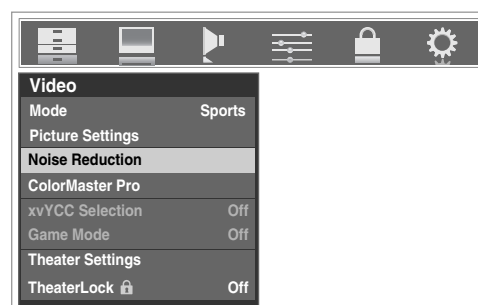 Video
Mode Sports
Picture Settings
Noise Reduction
ColorMaster Pro
xvYCC Selection Off
Game Mode Off
Theater Settings
TheaterLock Off